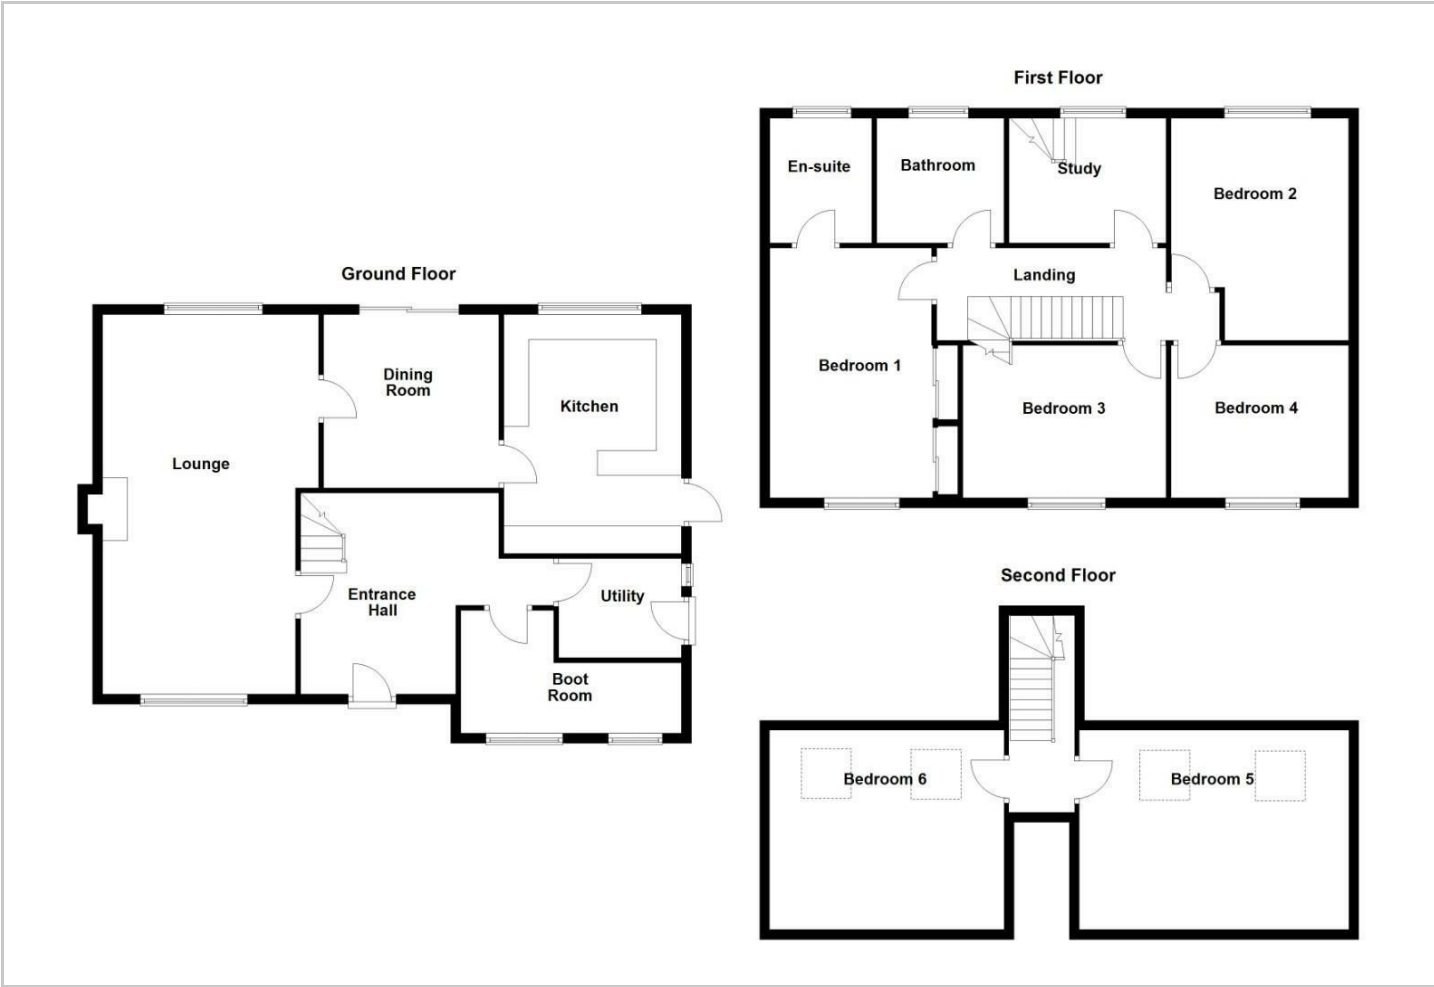 Ground Floor
Lounge
Dining
Room
Kitchen
Entrance
Hall
Utility
Boot
Room
First Floor
En-suite
Bathroom
Study
Bedroom 2
Landing
Bedroom 1
Bedroom 3
Bedroom 4
Second Floor
Bedroom 6
Bedroom 5